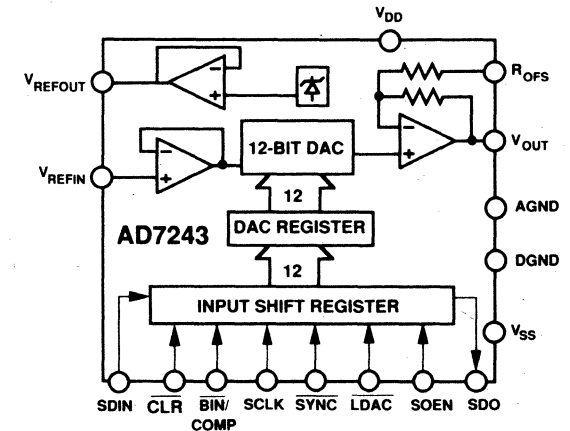 VDD
VREFOUT
ROFS
12-BIT DAC
VOUT
VREFIN
12
AGND
AD7243
DAC REGISTER
DGND
12
INPUT SHIFT REGISTER
VSS
SDIN CLR BIN/ SCLK SYNC LDAC SOEN SDO
COMP